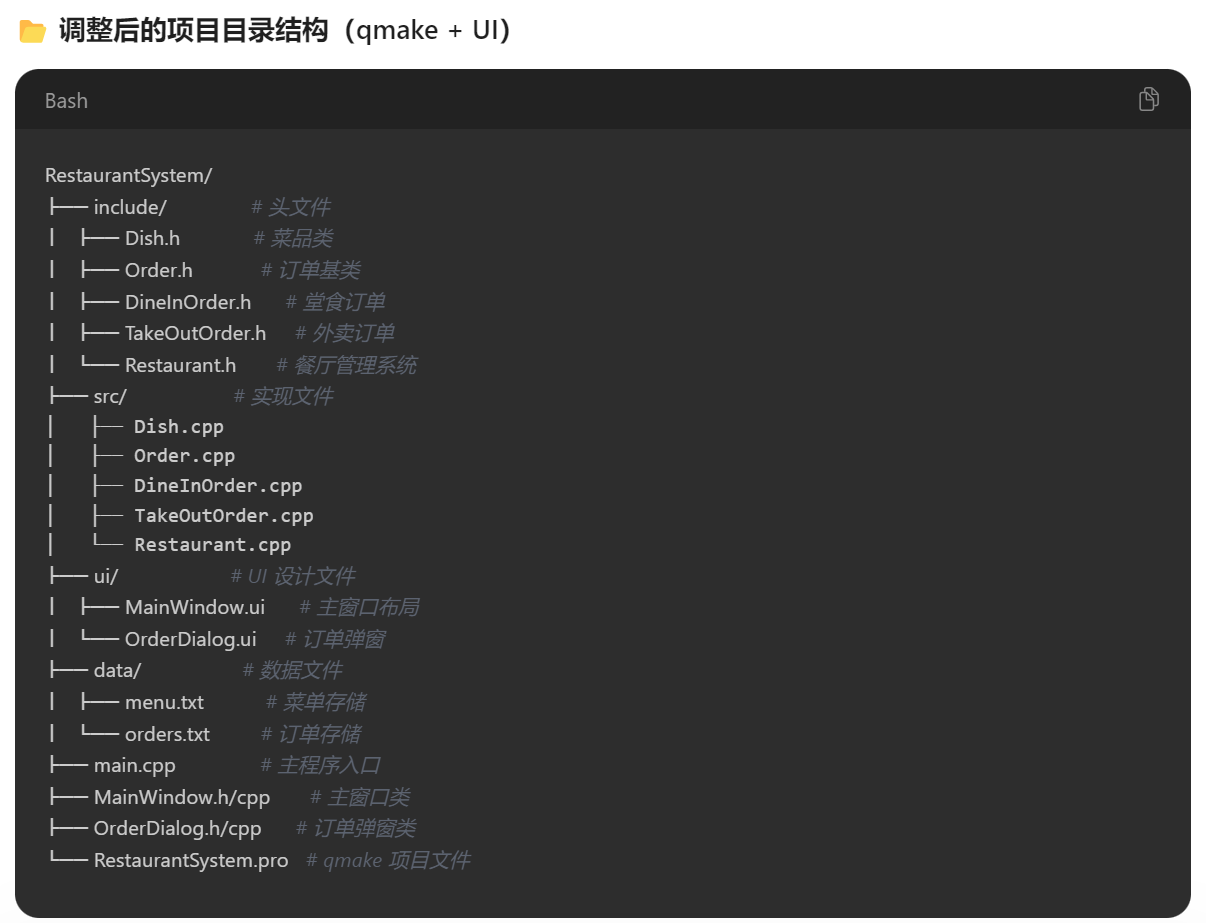 📂 调整后的项目目录结构（qmake + UI）
Bash
RestaurantSystem/
├── include/ # 头文件
│ ├── Dish.h # 菜品类
│ ├── Order.h # 订单基类
│ ├── DineInOrder.h # 堂食订单
│ ├── TakeOutOrder.h # 外卖订单
│ └── Restaurant.h # 餐厅管理系统
├── src/ # 实现文件
│ ├── Dish.cpp
│ ├── Order.cpp
│ ├── DineInOrder.cpp
│ ├── TakeOutOrder.cpp
│ └── Restaurant.cpp
├── ui/ # UI 设计文件
│ ├── MainWindow.ui # 主窗口布局
│ └── OrderDialog.ui # 订单弹窗
├── data/ # 数据文件
│ ├── menu.txt # 菜单存储
│ └── orders.txt # 订单存储
├── main.cpp # 主程序入口
├── MainWindow.h/cpp # 主窗口类
├── OrderDialog.h/cpp # 订单弹窗类
└── RestaurantSystem.pro # qmake 项目文件